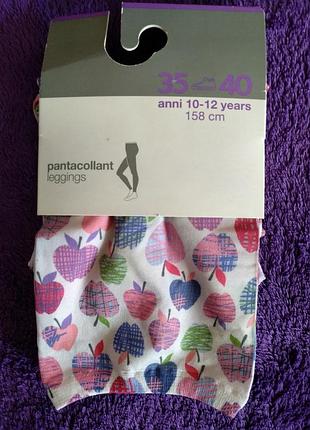 35 40
anni 10-12 years
158 cm
pantacollant
leggings